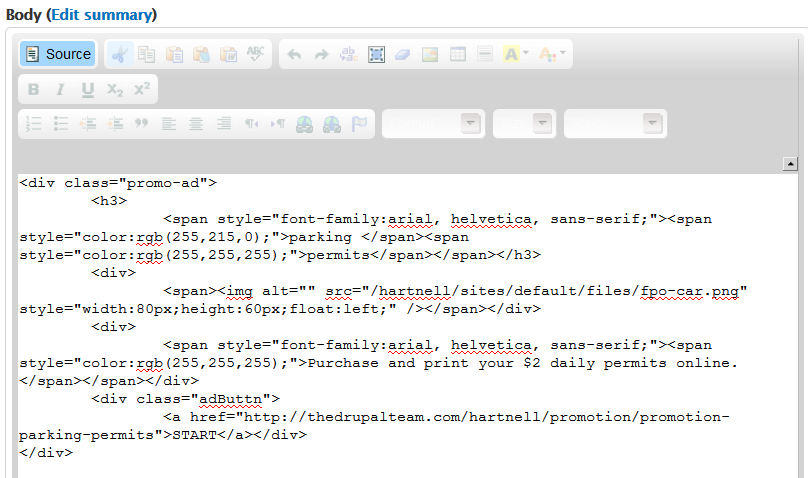 Body (Edit summary)
Source
ABC
B I U X2 X2
<div class="promo-ad">
<h3>
<span style="font-family:arial, helvetica, sans-serif;"><span
style="color:rgb(255,215,0);">parking </span><span
style="color:rgb(255,255,255);">permits</span></span></h3>
<div>
<span><img alt="" src="/hartnell/sites/default/files/fpo-car.png"
style="width:80px;height:60px;float:left;" /></span></div>
<div>
<span style="font-family:arial, helvetica, sans-serif;"><span
style="color:rgb(255,255,255);">Purchase and print your $2 daily permits online.
</span></span></div>
<div class="adButtn">
<a href="http://thedrupalteam.com/hartnell/promotion/promotion-
parking-permits">START</a></div>
</div>